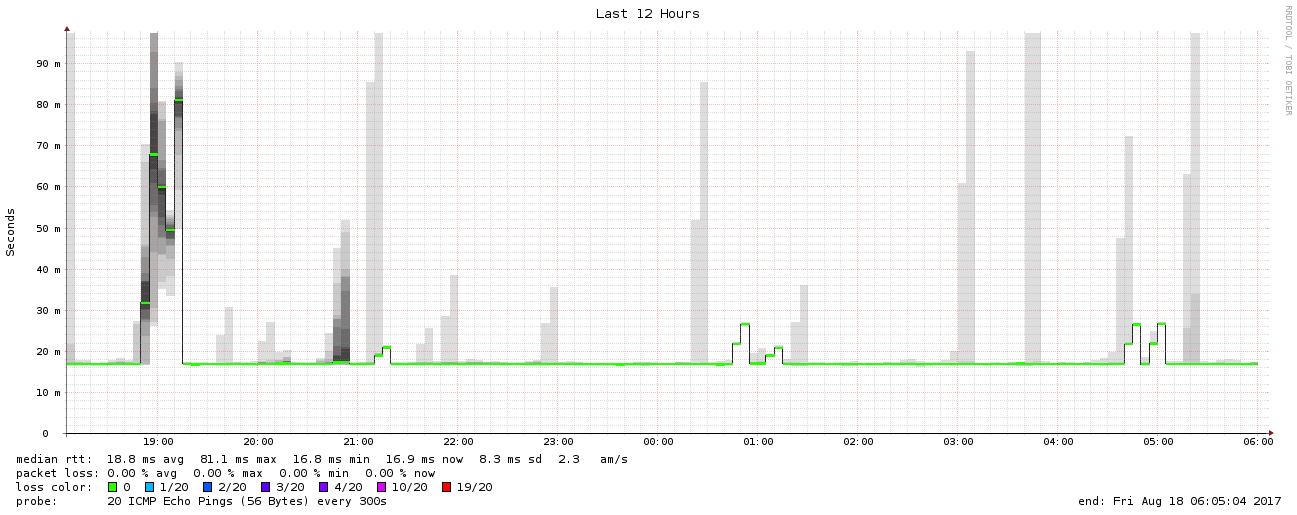 Last 12 Hours
RRDTOOL / TOBI OETIKER
Seconds
90 m
80 m
70 m
60 m
50 m
40 m
30 m
20 m
10 m
0
19:00 20:00 21:00 22:00 23:00 00:00 01:00 02:00 03:00 04:00 05:00 06:00
median rtt: 18.8 ms avg 81.1 ms max 16.8 ms min 16.9 ms now 8.3 ms sd 2.3 am/s
packet loss: 0.00 % avg 0.00 % max 0.00 % min 0.00 % now
loss color: 0 1/20 2/20 3/20 4/20 10/20 19/20
probe: 20 ICMP Echo Pings (56 Bytes) every 300s end: Fri Aug 18 06:05:04 2017